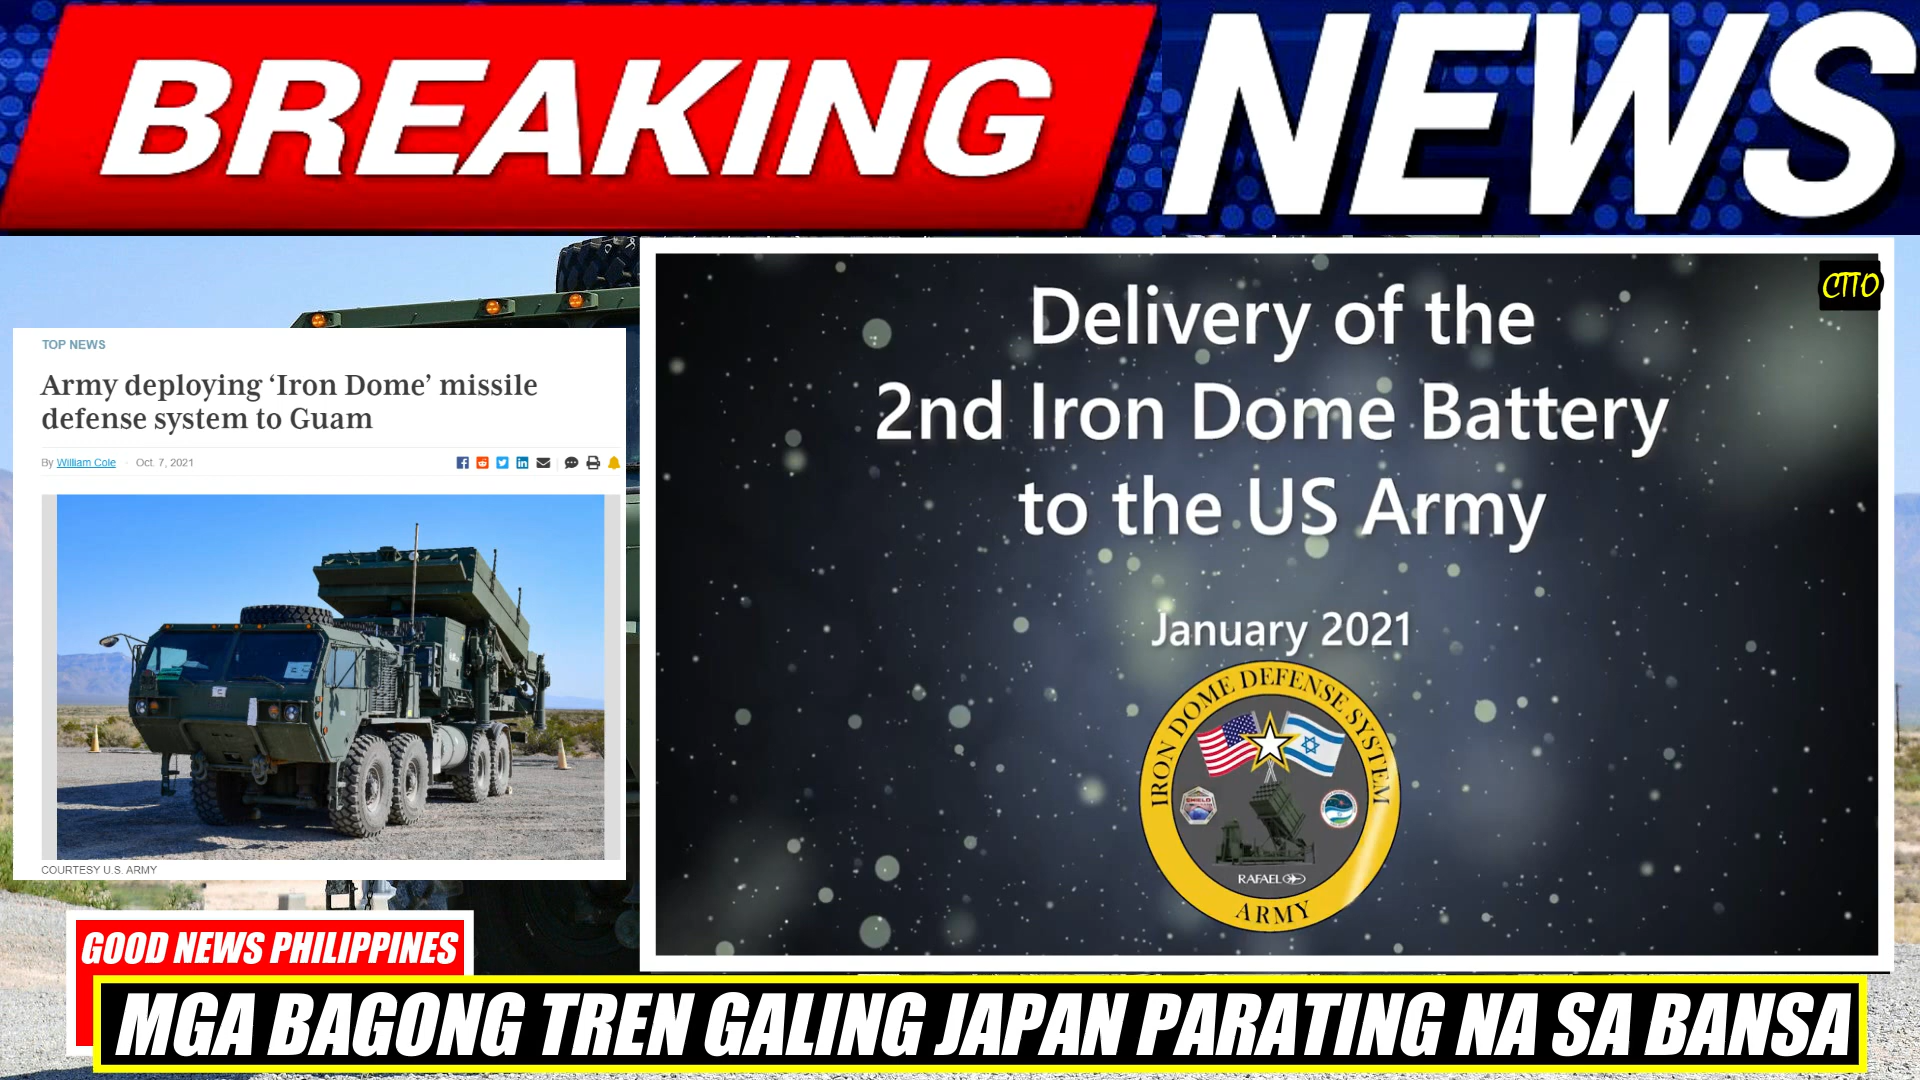 BREAKING NEWS
CTTO
TOP NEWS
Army deploying ‘Iron Dome’ missile
defense system to Guam
By William Cole · Oct. 7, 2021
COURTESY U.S. ARMY
Delivery of the
2nd Iron Dome Battery
to the US Army
January 2021
IRON DOME DEFENSE SYSTEM
SHIELD
RAFAEL
ARMY
GOOD NEWS PHILIPPINES
MGA BAGONG TREN GALING JAPAN PARATING NA SA BANSA